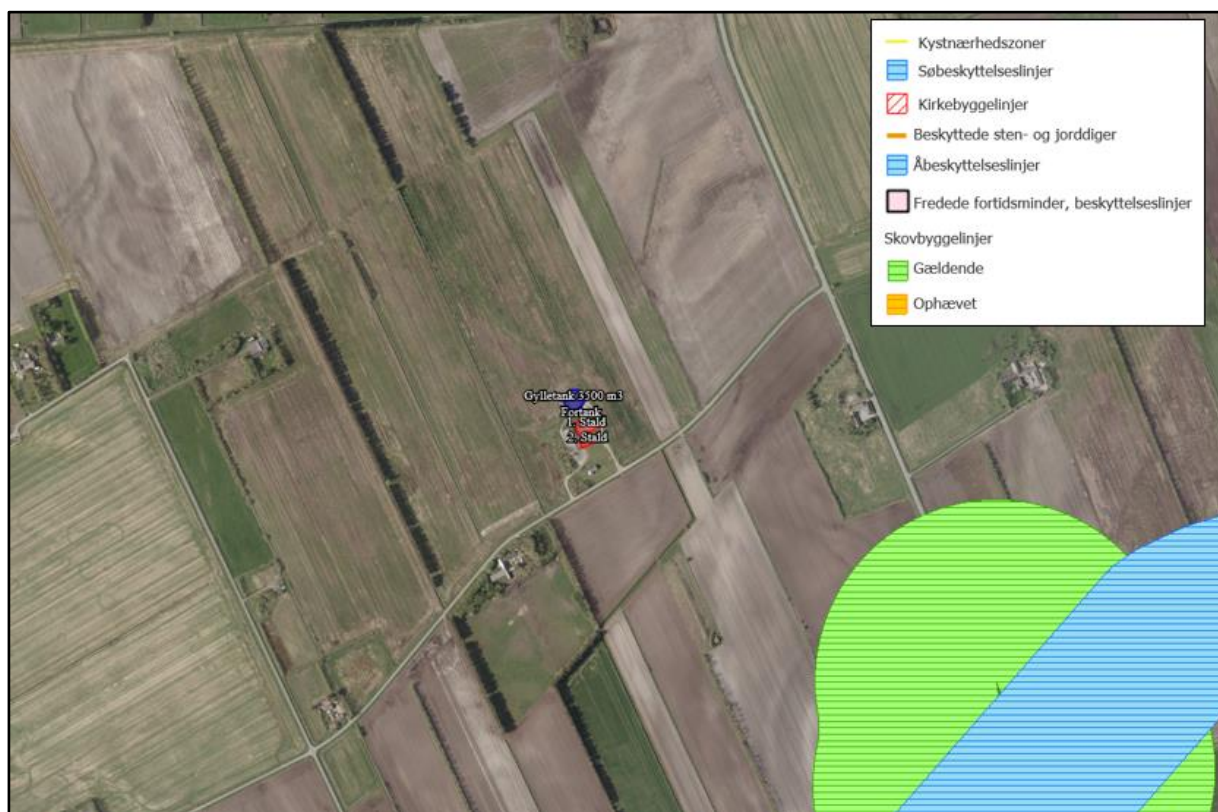 Kystnærhedszoner
Søbeskyttelseslinjer
Kirkebyggelinjer
Beskyttede sten- og jorddiger
Åbeskyttelseslinjer
Fredede fortidsminder, beskyttelseslinjer
Skovbyggelinjer
Gældende
Ophævet
Gylletank 3500 m3
Fortank
1. Stald
2. Stald